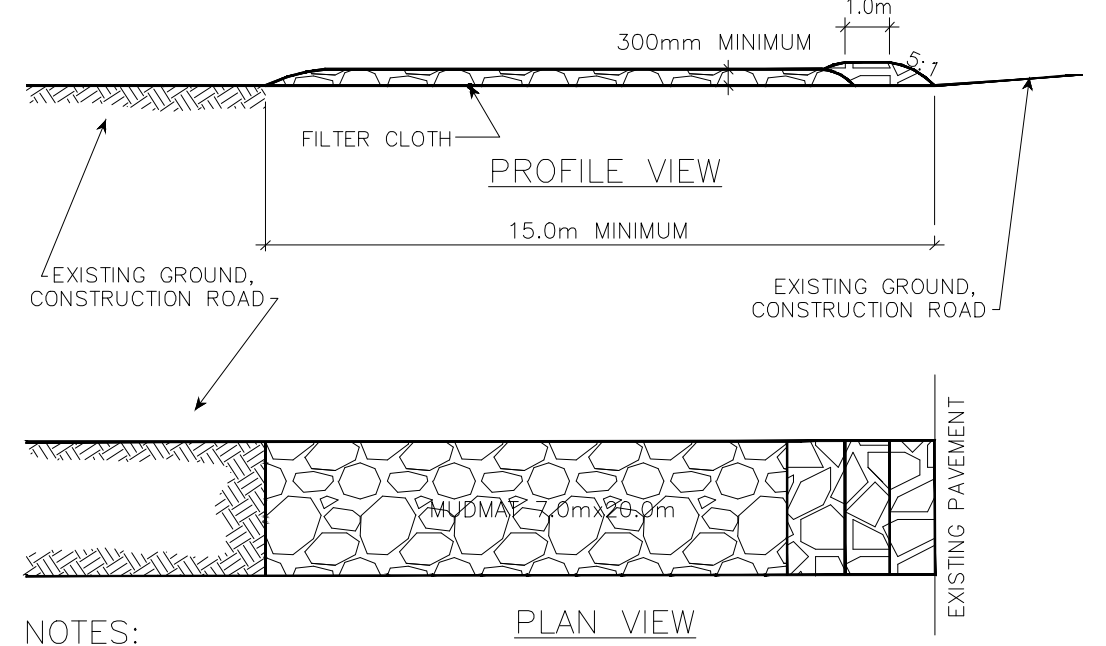 1.0m
300mm MINIMUM
5:1
FILTER CLOTH
PROFILE VIEW
15.0m MINIMUM
EXISTING GROUND,
CONSTRUCTION ROAD
EXISTING GROUND,
CONSTRUCTION ROAD
MUDMAT 7.0mx20.0m
EXISTING PAVEMENT
PLAN VIEW
NOTES: